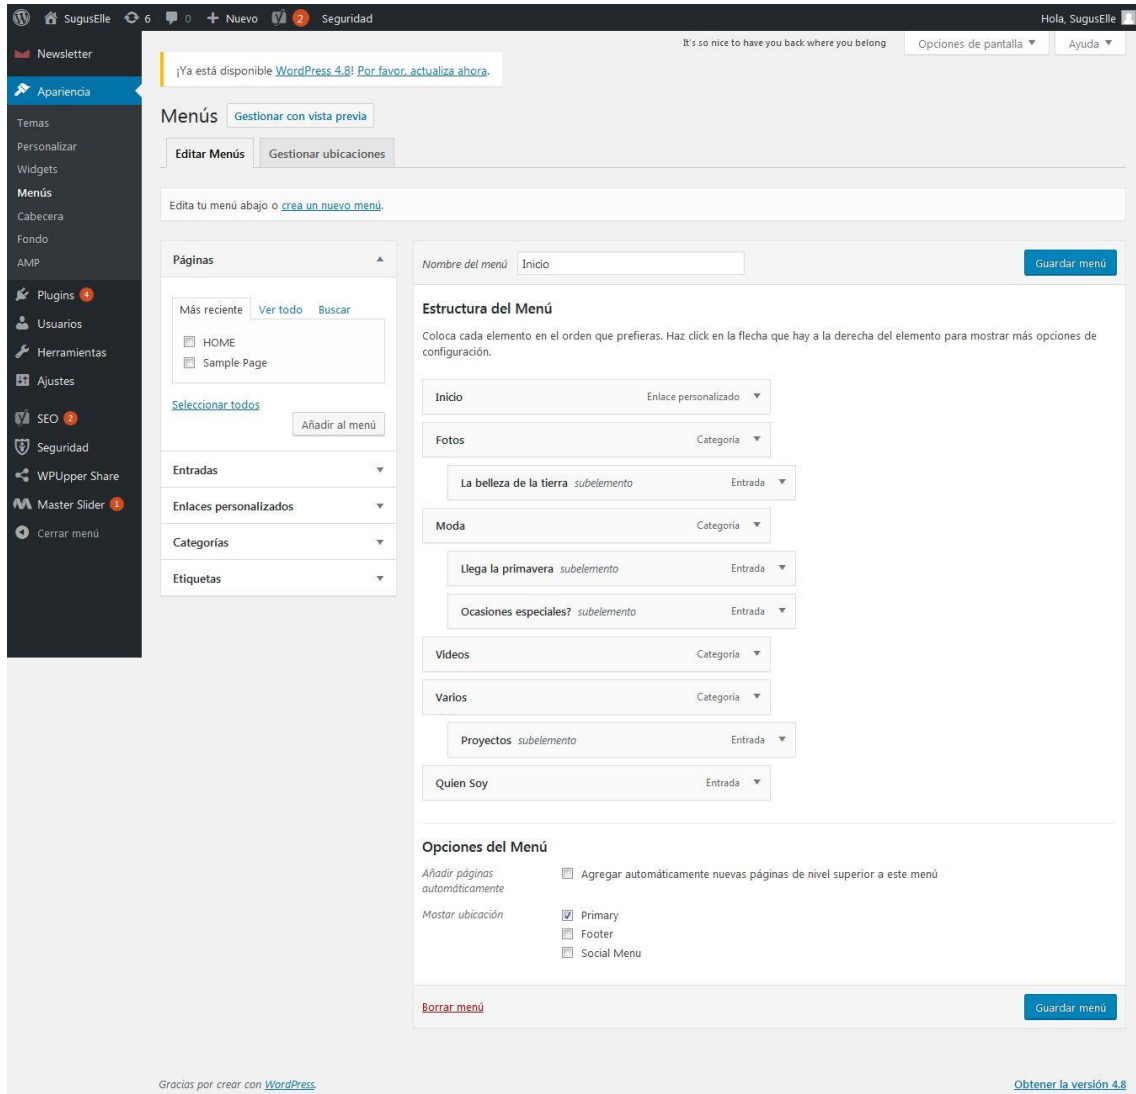 SugusElle 6 0 + Nuevo 2 Seguridad Hola, SugusElle
Newsletter
Apariencia
Temas
Personalizar
Widgets
Menús
Cabecera
Fondo
AMP
Plugins 4
Usuarios
Herramientas
Ajustes
SEO 2
Seguridad
WPUpper Share
Master Slider 1
Cerrar menú
It's so nice to have you back where you belong Opciones de pantalla ▼ Ayuda ▼
¡Ya está disponible WordPress 4.8! Por favor, actualiza ahora.
Menús Gestionar con vista previa
Editar Menús Gestionar ubicaciones
Edita tu menú abajo o crea un nuevo menú.
Páginas
Más reciente Ver todo Buscar
HOME
Sample Page
Seleccionar todos
Añadir al menú
Entradas
Enlaces personalizados
Categorías
Etiquetas
Nombre del menú Inicio Guardar menú
Estructura del Menú
Coloca cada elemento en el orden que prefieras. Haz click en la flecha que hay a la derecha del elemento para mostrar más opciones de
configuración.
Inicio Enlace personalizado
Fotos Categoría
La belleza de la tierra subelemento Entrada
Moda Categoría
Llega la primavera subelemento Entrada
Ocasiones especiales? subelemento Entrada
Videos Categoría
Varios Categoría
Proyectos subelemento Entrada
Quien Soy Entrada
Opciones del Menú
Añadir páginas
automáticamente
Agregar automáticamente nuevas páginas de nivel superior a este menú
Mostar ubicación Primary
Footer
Social Menu
Borrar menú Guardar menú
Gracias por crear con WordPress. Obtener la versión 4.8